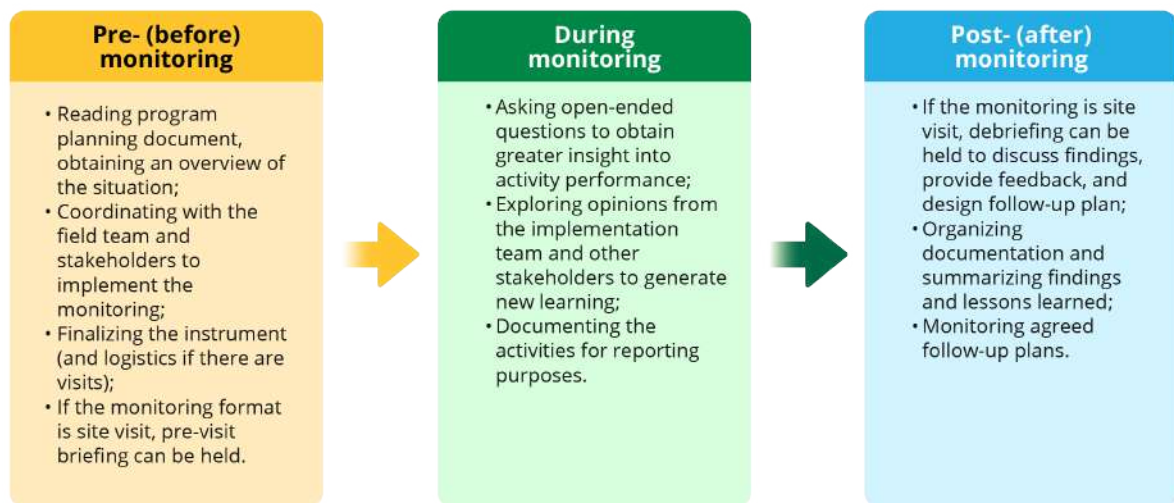 Pre- (before)
monitoring
• Reading program
planning document,
obtaining an overview of
the situation;
• Coordinating with the
field team and
stakeholders to
implement the
monitoring;
• Finalizing the instrument
(and logistics if there are
visits);
• If the monitoring format
is site visit, pre-visit
briefing can be held.
During
monitoring
• Asking open-ended
questions to obtain
greater insight into
activity performance;
• Exploring opinions from
the implementation
team and other
stakeholders to generate
new learning;
• Documenting the
activities for reporting
purposes.
Post- (after)
monitoring
• If the monitoring is site
visit, debriefing can be
held to discuss findings,
provide feedback, and
design follow-up plan;
• Organizing
documentation and
summarizing findings
and lessons learned;
• Monitoring agreed
follow-up plans.